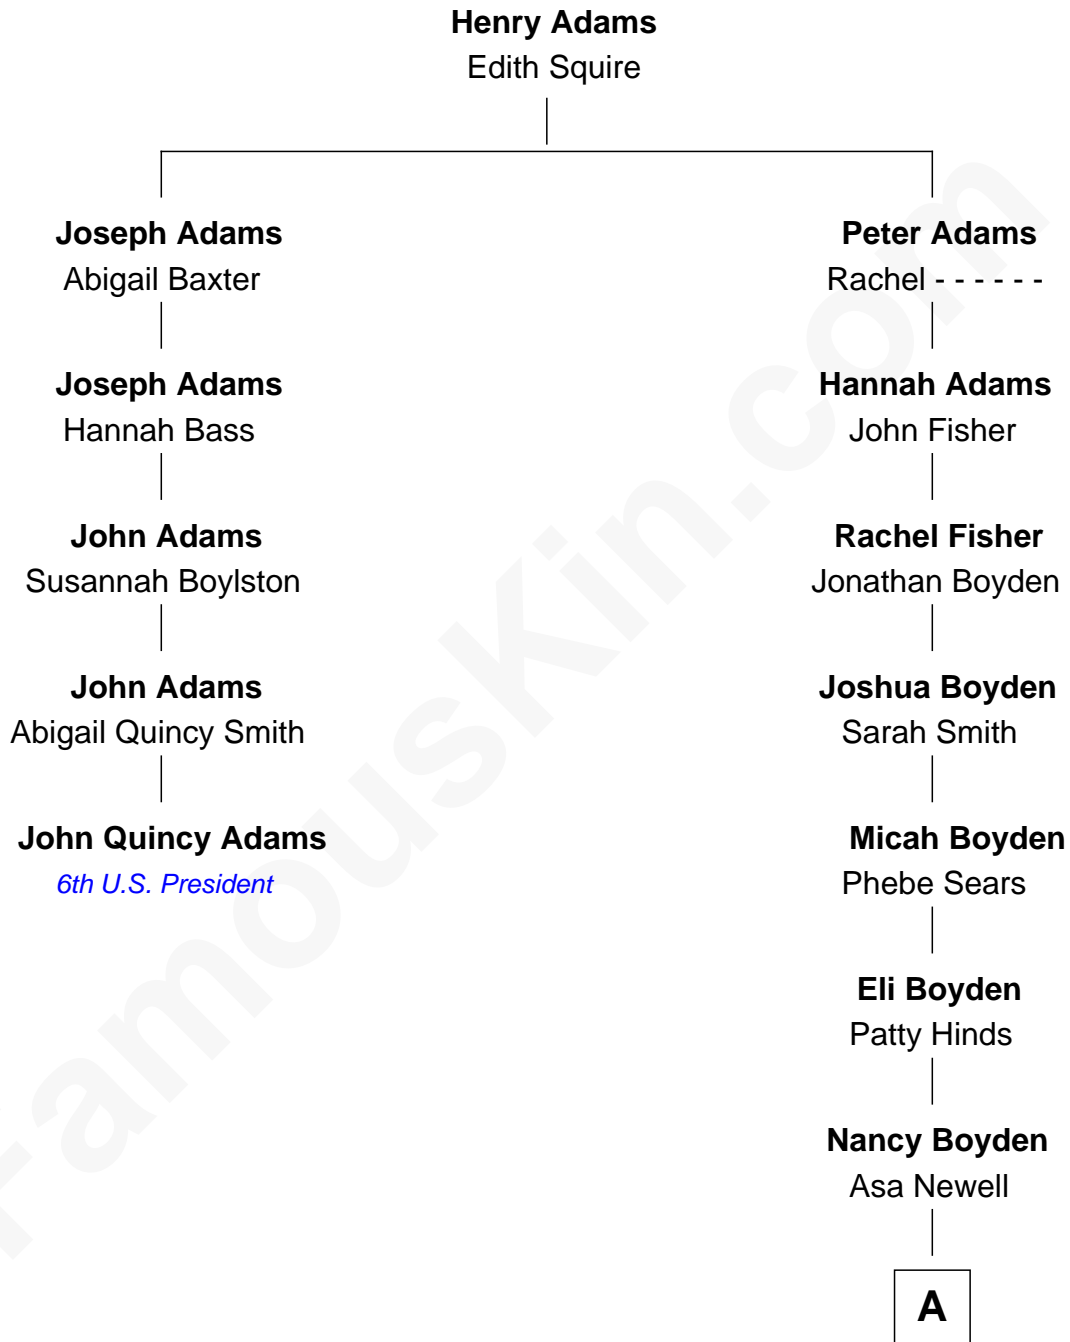 Henry Adams
Edith Squire
Joseph Adams
Abigail Baxter
Joseph Adams
Hannah Bass
John Adams
Susannah Boylston
John Adams
Abigail Quincy Smith
John Quincy Adams
6th U.S. President
Peter Adams
Rachel - - - - - -
Hannah Adams
John Fisher
Rachel Fisher
Jonathan Boyden
Joshua Boyden
Sarah Smith
Micah Boyden
Phebe Sears
Eli Boyden
Patty Hinds
Nancy Boyden
Asa Newell
A
FamousKin.com